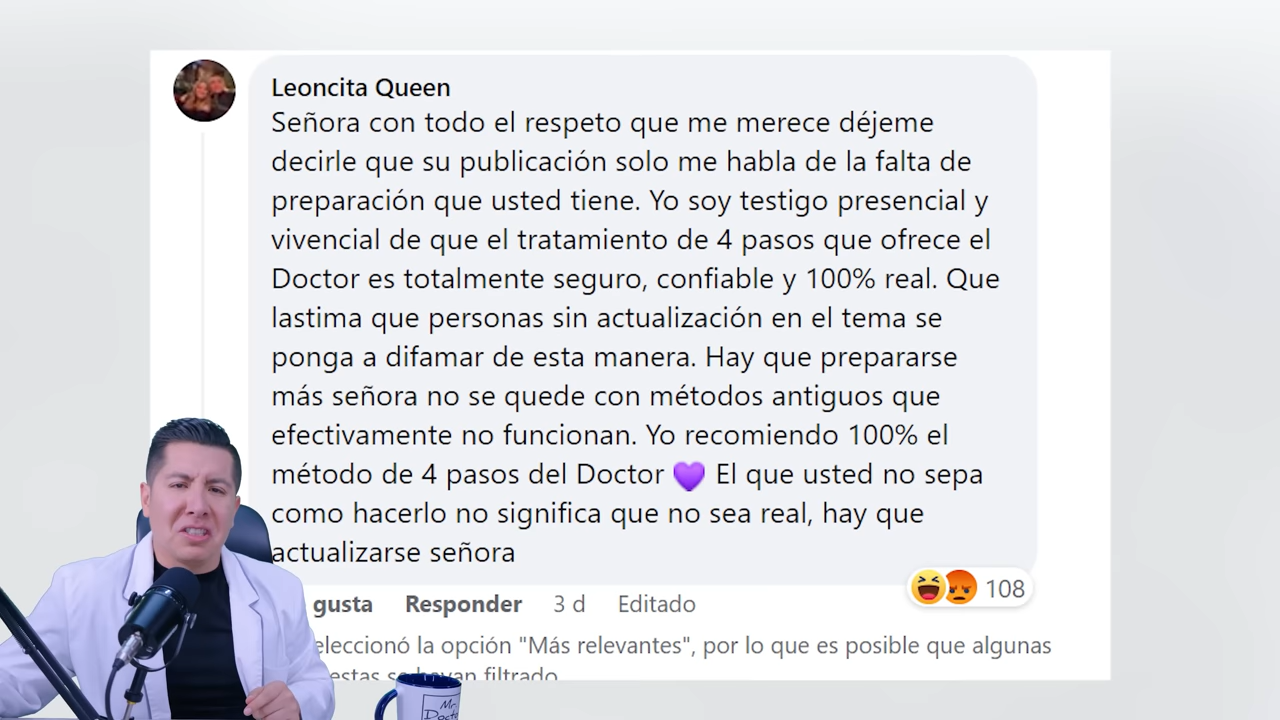 Leoncita Queen
Señora con todo el respeto que me merece déjeme
decirle que su publicación solo me habla de la falta de
preparación que usted tiene. Yo soy testigo presencial y
vivencial de que el tratamiento de 4 pasos que ofrece el
Doctor es totalmente seguro, confiable y 100% real. Que
lastima que personas sin actualización en el tema se
ponga a difamar de esta manera. Hay que prepararse
más señora no se quede con métodos antiguos que
efectivamente no funcionan. Yo recomiendo 100% el
método de 4 pasos del Doctor 💜 El que usted no sepa
como hacerlo no significa que no sea real, hay que
actualizarse señora
gusta Responder 3 d Editado 108
eleccionó la opción "Más relevantes", por lo que es posible que algunas
estas se hayan filtrado.
Mr.
Doctor